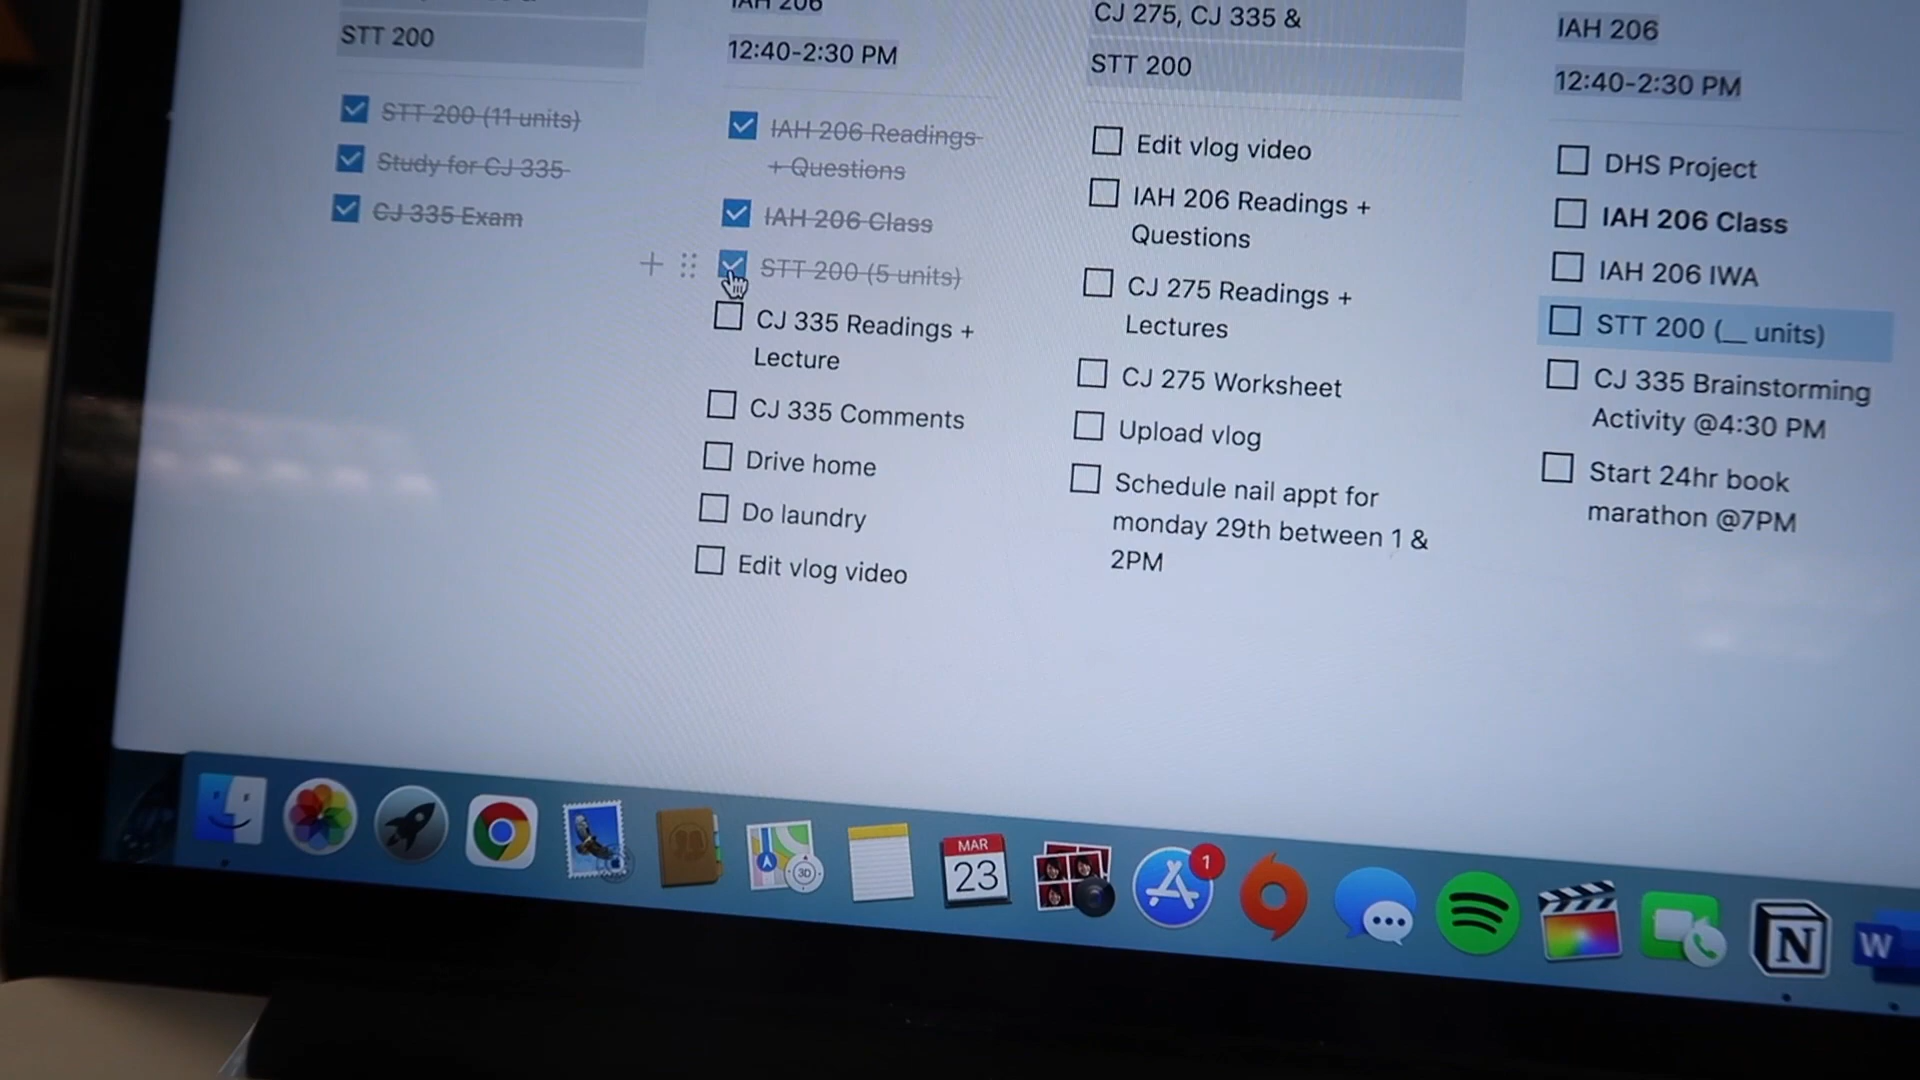 STT 200
STT 200 (11 units)
Study for CJ 335
CJ 335 Exam
IAH 206
12:40-2:30 PM
IAH 206 Readings
+ Questions
IAH 206 Class
STT 200 (5 units)
CJ 335 Readings +
Lecture
CJ 335 Comments
Drive home
Do laundry
Edit vlog video
CJ 275, CJ 335 &
STT 200
Edit vlog video
IAH 206 Readings +
Questions
CJ 275 Readings +
Lectures
CJ 275 Worksheet
Upload vlog
Schedule nail appt for
monday 29th between 1 &
2PM
IAH 206
12:40-2:30 PM
DHS Project
IAH 206 Class
IAH 206 IWA
STT 200 (__ units)
CJ 335 Brainstorming
Activity @4:30 PM
Start 24hr book
marathon @7PM
3D
MAR
23
1
N
W